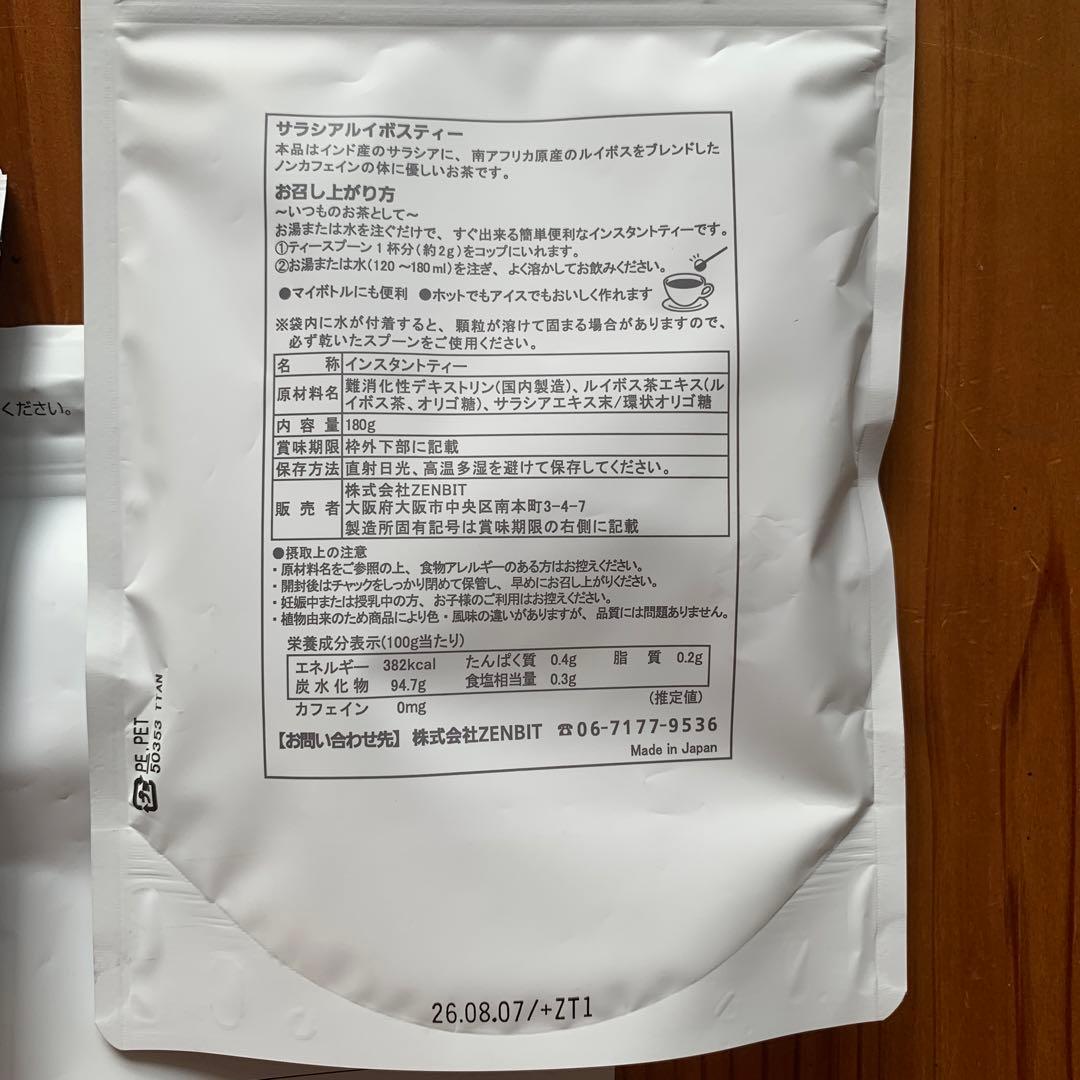 サラシアルイボスティー
本品はインド産のサラシアに、南アフリカ原産のルイボスをブレンドした
ノンカフェインの体に優しいお茶です。
お召し上がり方
～いつものお茶として～
お湯または水を注ぐだけで、すぐ出来る簡単便利なインスタントティーです。
①ティースプーン1杯分(約2g)をコップにいれます。
②お湯または水(120～180ml)を注ぎ、よく溶かしてお飲みください。
●マイボトルにも便利 ●ホットでもアイスでもおいしく作れます
※袋内に水が付着すると、顆粒が溶けて固まる場合がありますので、
必ず乾いたスプーンをご使用ください。
名称 インスタントティー
原材料名 難消化性デキストリン(国内製造)、ルイボス茶エキス(ル
イボス茶、オリゴ糖)、サラシアエキス末/環状オリゴ糖
内容量 180g
賞味期限 枠外下部に記載
保存方法 直射日光、高温多湿を避けて保存してください。
販売者 株式会社ZENBIT
大阪府大阪市中央区南本町3-4-7
製造所固有記号は賞味期限の右側に記載
●摂取上の注意
・原材料名をご参照の上、食物アレルギーのある方はお控えください。
・開封後はチャックをしっかり閉めて保管し、早めにお召し上がりください。
・妊娠中または授乳中の方、お子様のご利用はお控えください。
・植物由来のため商品により色・風味の違いがありますが、品質には問題ありません。
栄養成分表示(100g当たり)
エネルギー 382kcal たんぱく質 0.4g 脂質 0.2g
炭水化物 94.7g 食塩相当量 0.3g
カフェイン 0mg (推定値)
【お問い合わせ先】 株式会社ZENBIT ☎06-7177-9536
Made in Japan
プラ PE,PET
50353 TTAN
26.08.07/+ZT1
ください。